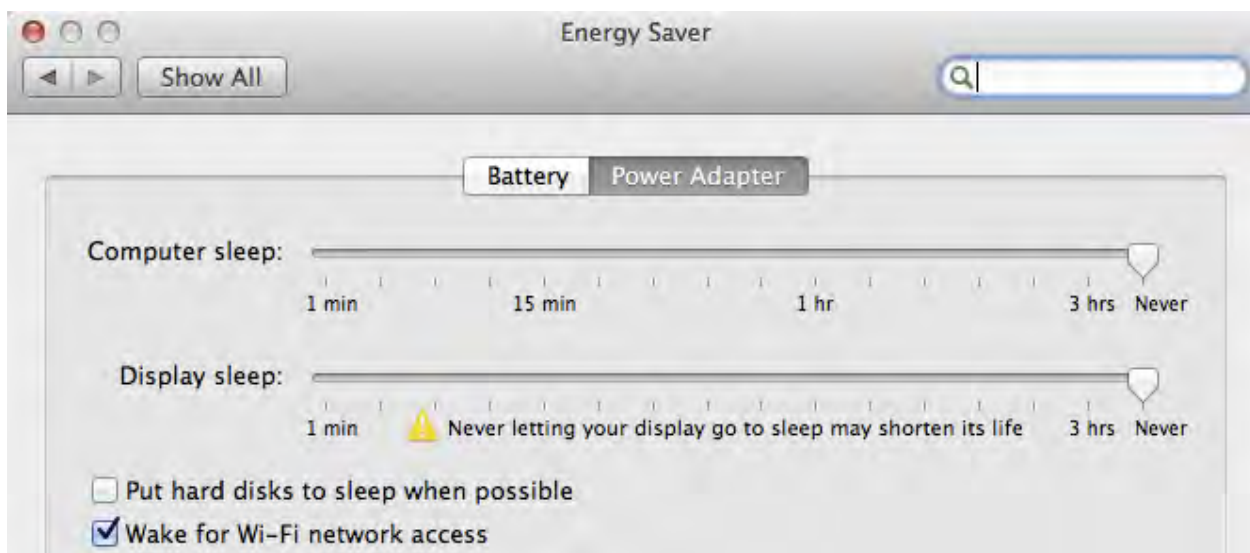 Energy Saver
Show All
Battery Power Adapter
Computer sleep:
1 min 15 min 1 hr 3 hrs Never
Display sleep:
1 min Never letting your display go to sleep may shorten its life 3 hrs Never
Put hard disks to sleep when possible
Wake for Wi-Fi network access